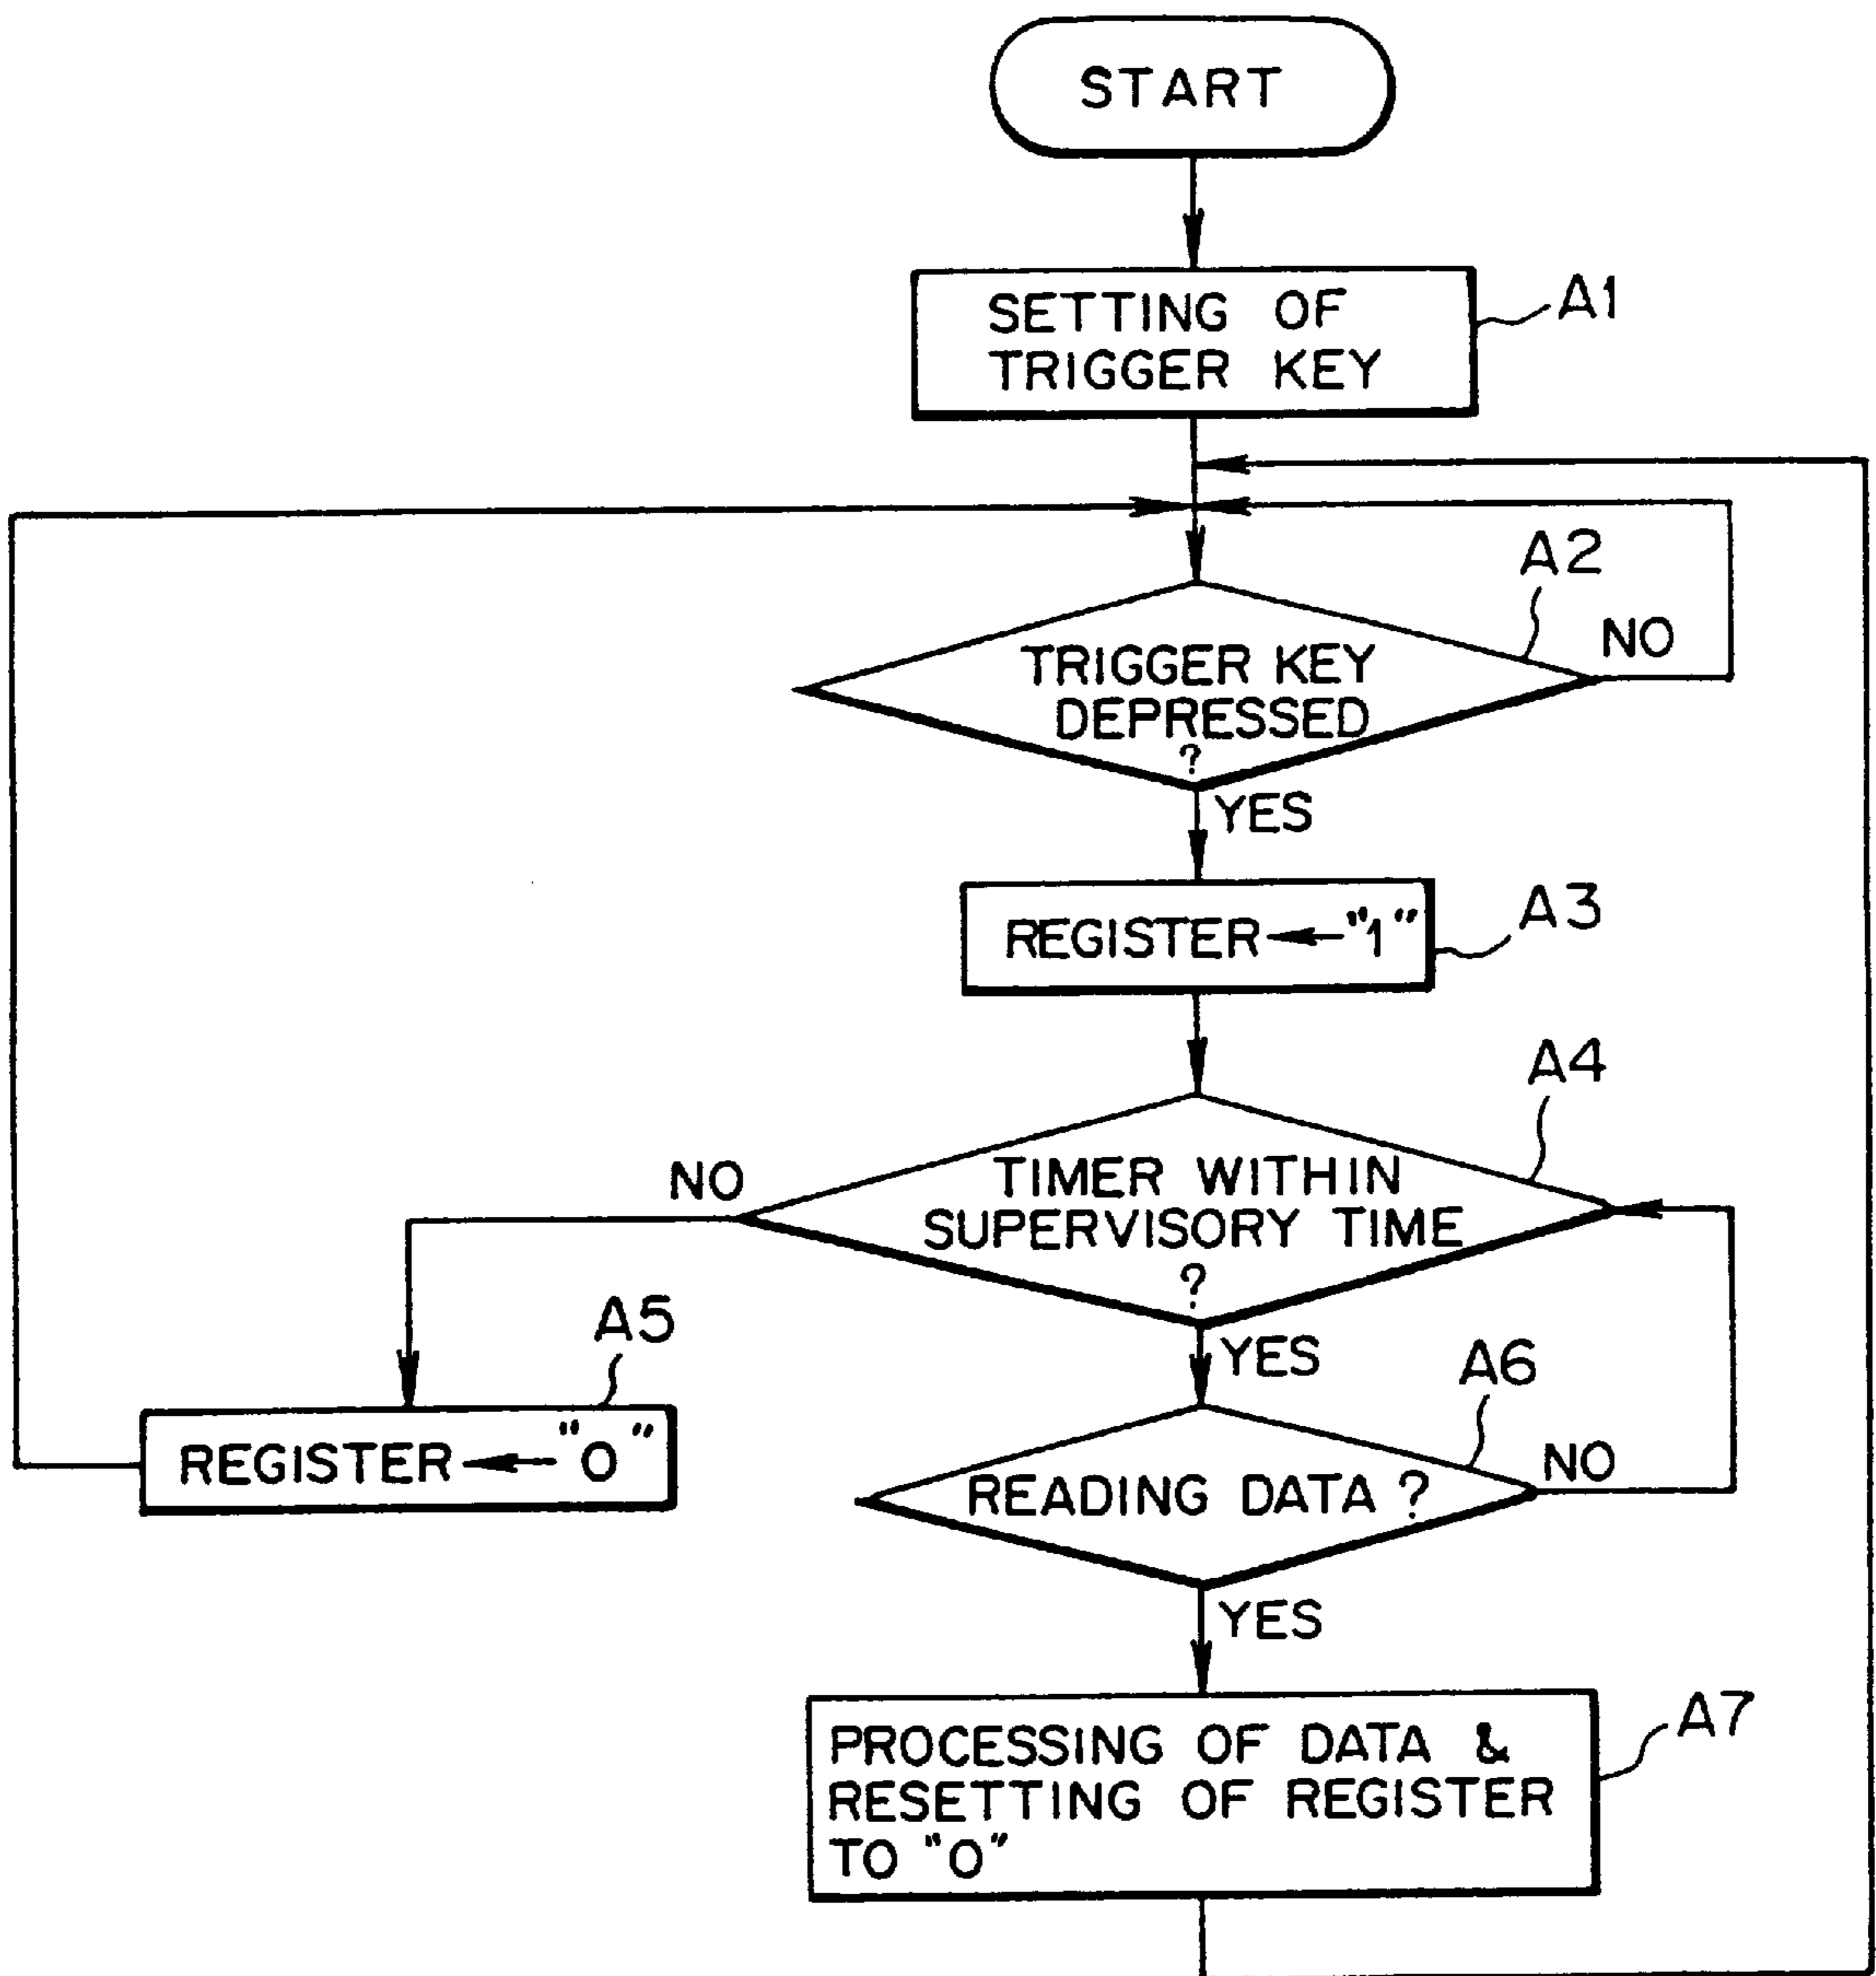 START
SETTING OF
TRIGGER KEY
A1
A2
TRIGGER KEY
DEPRESSED
?
NO
YES
REGISTER ← "1"
A3
A4
TIMER WITHIN
SUPERVISORY TIME
?
NO
YES
A5
REGISTER ← "0"
A6
READING DATA ?
NO
YES
PROCESSING OF DATA &
RESETTING OF REGISTER
TO "0"
A7